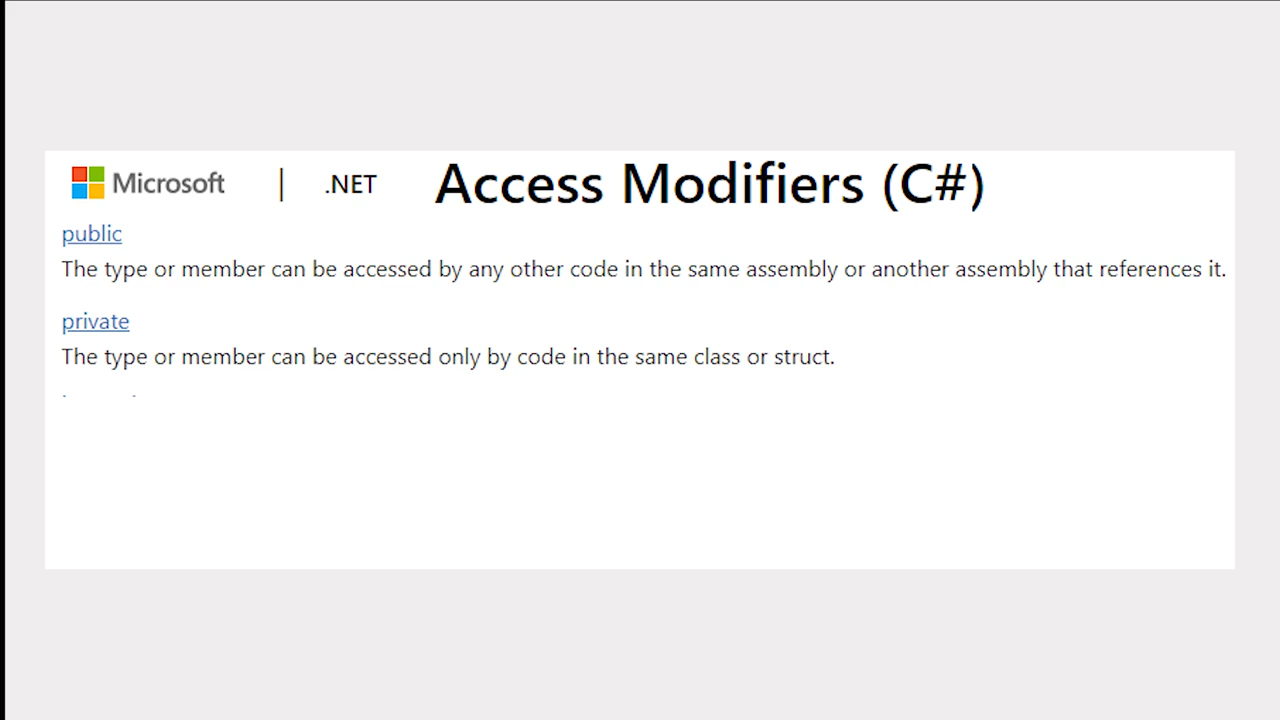 Microsoft | .NET Access Modifiers (C#)
public
The type or member can be accessed by any other code in the same assembly or another assembly that references it.
private
The type or member can be accessed only by code in the same class or struct.